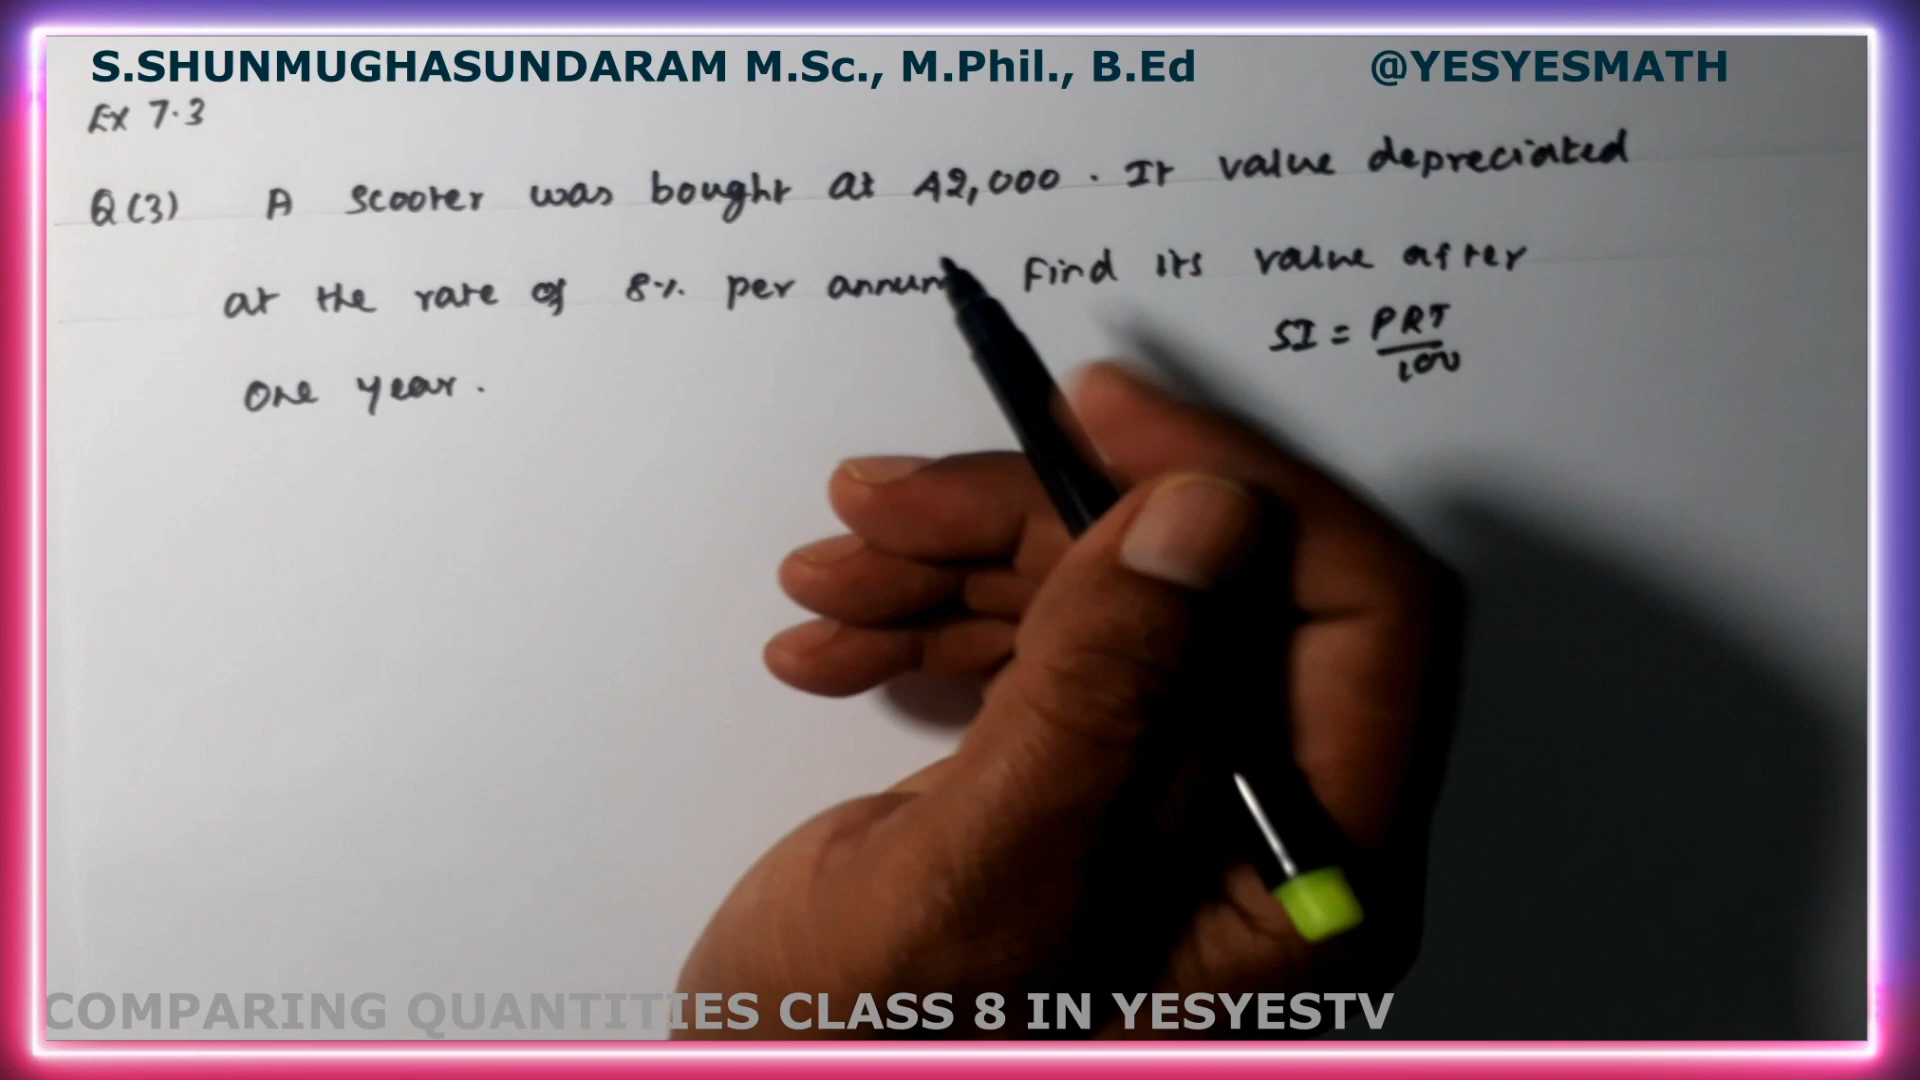 S.SHUNMUGHASUNDARAM M.Sc., M.Phil., B.Ed @YESYESMATH
Ex 7.3
Q(3) A scooter was bought at 42,000. It value depreciated
at the rate of 8% per annum Find its value after
one year.
SI = PRT
100
COMPARING QUANTITIES CLASS 8 IN YESYESTV